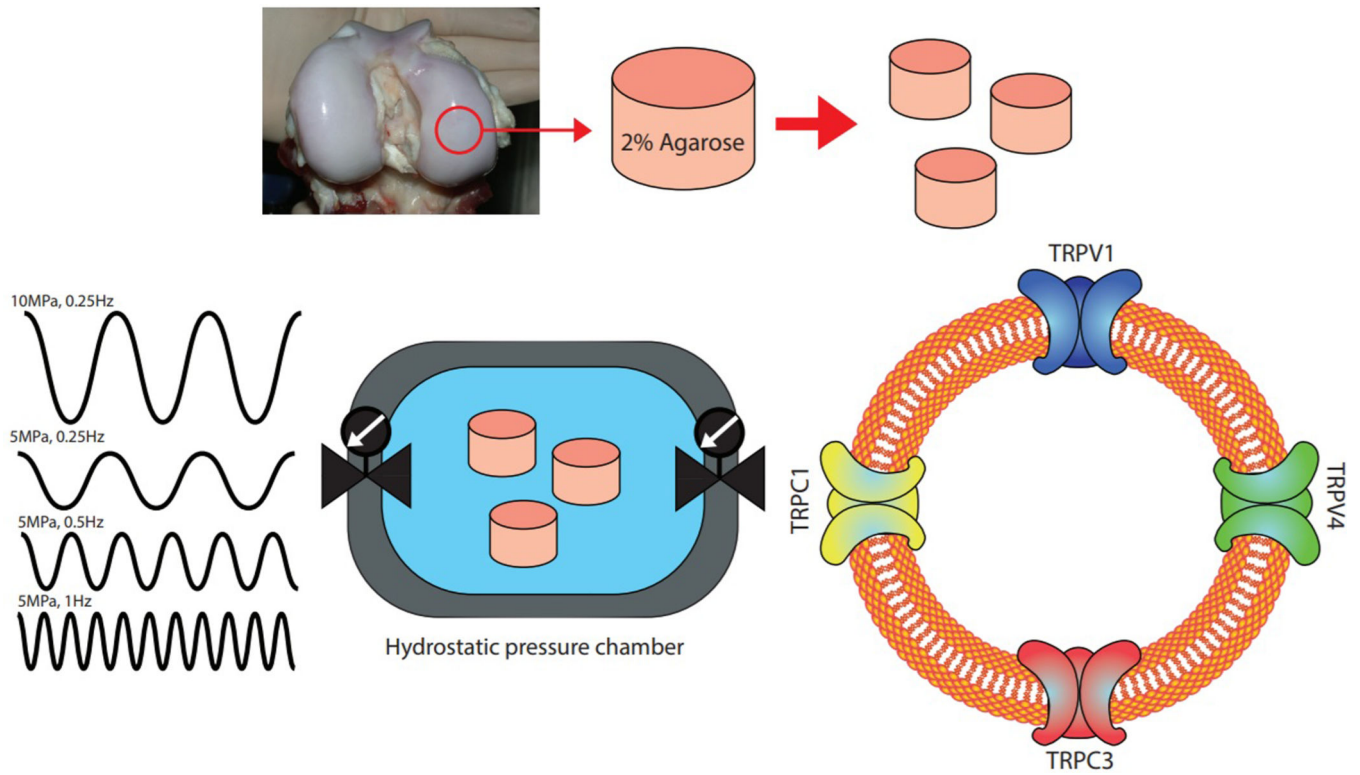 2% Agarose
TRPV1
10MPa, 0.25Hz
5MPa, 0.25Hz
5MPa, 0.5Hz
5MPa, 1Hz
Hydrostatic pressure chamber
TRPC1
TRPV4
TRPC3